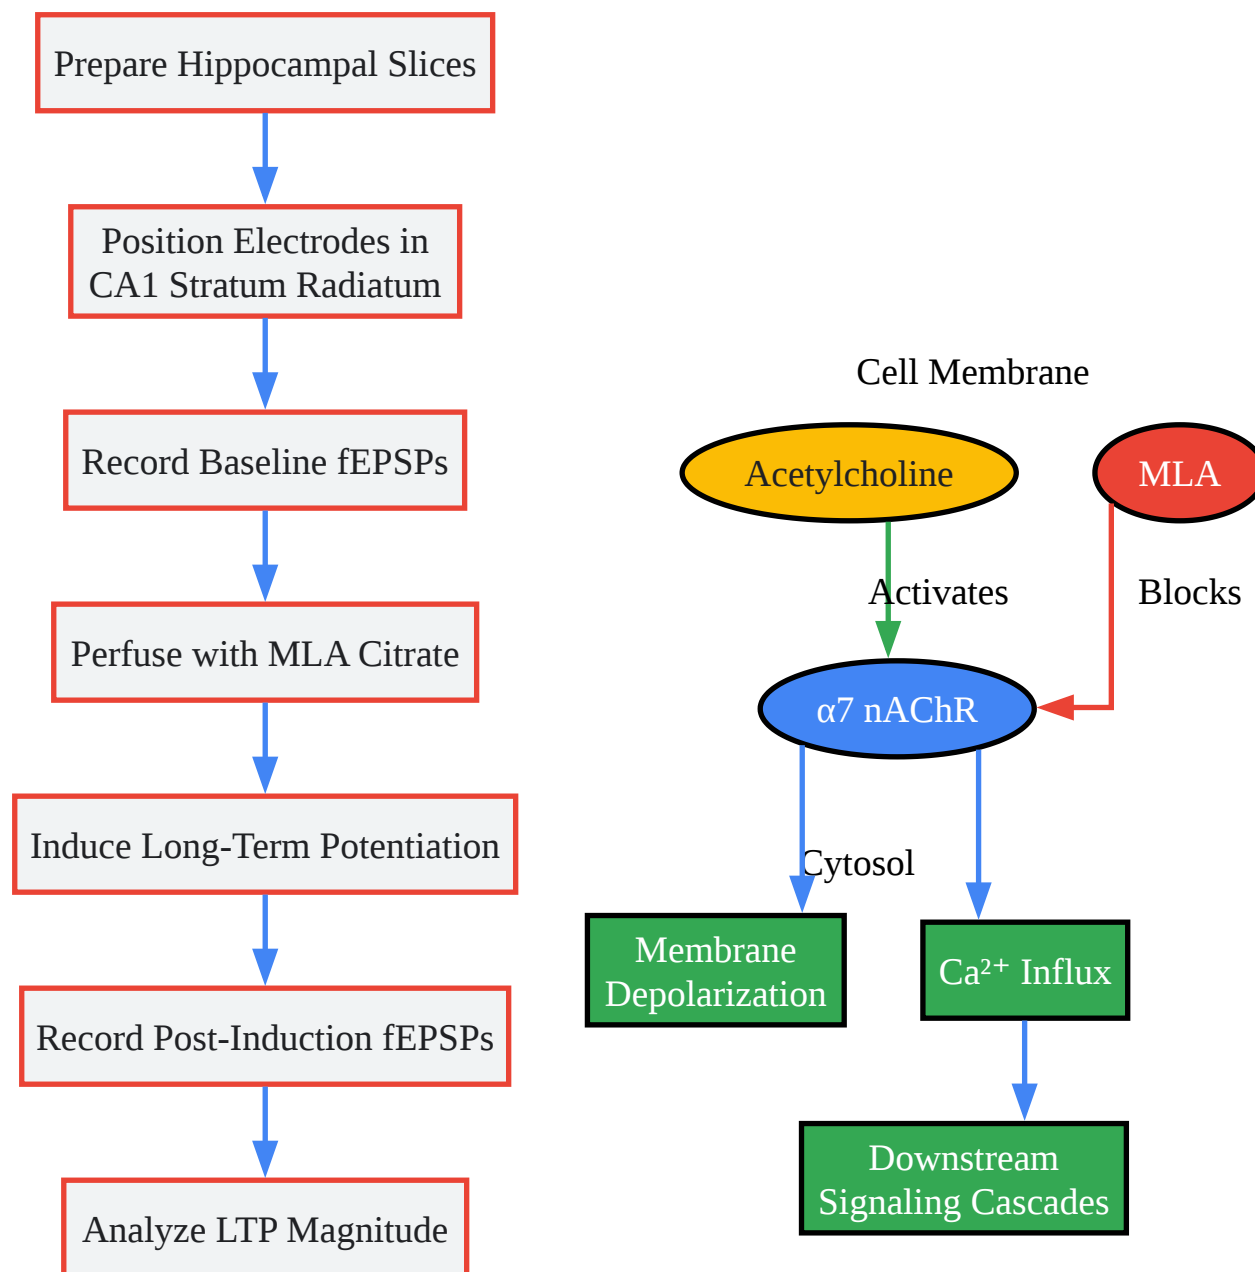 Prepare Hippocampal Slices
Position Electrodes in
CA1 Stratum Radiatum
Record Baseline fEPSPs
Perfuse with MLA Citrate
Induce Long-Term Potentiation
Record Post-Induction fEPSPs
Analyze LTP Magnitude
Cell Membrane
Acetylcholine
MLA
Activates
Blocks
α7 nAChR
Cytosol
Membrane
Depolarization
Ca²⁺ Influx
Downstream
Signaling Cascades